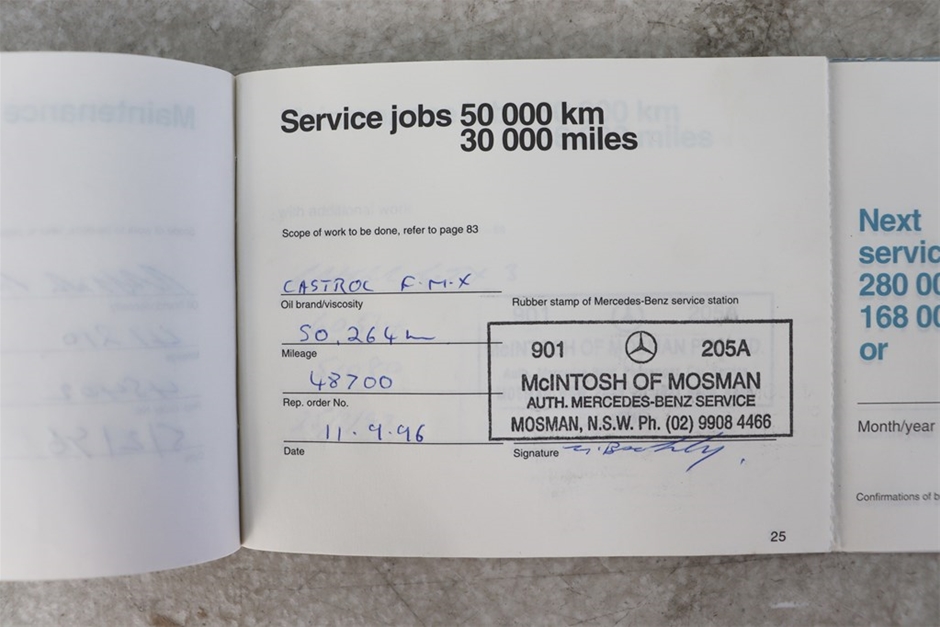 Maintenance
Service jobs 50 000 km
30 000 miles
Scope of work to be done, refer to page 83
CASTROL F-M-X
Oil brand/viscosity
50,264
Mileage
48700
Rep. order No.
11.9.96
Date
Rubber stamp of Mercedes-Benz service station
901 205A
McINTOSH OF MOSMAN
AUTH. MERCEDES-BENZ SERVICE
MOSMAN, N.S.W. Ph. (02) 9908 4466
Signature
25
Next
servic
280 00
168 00
or
Month/year
Confirmations of b